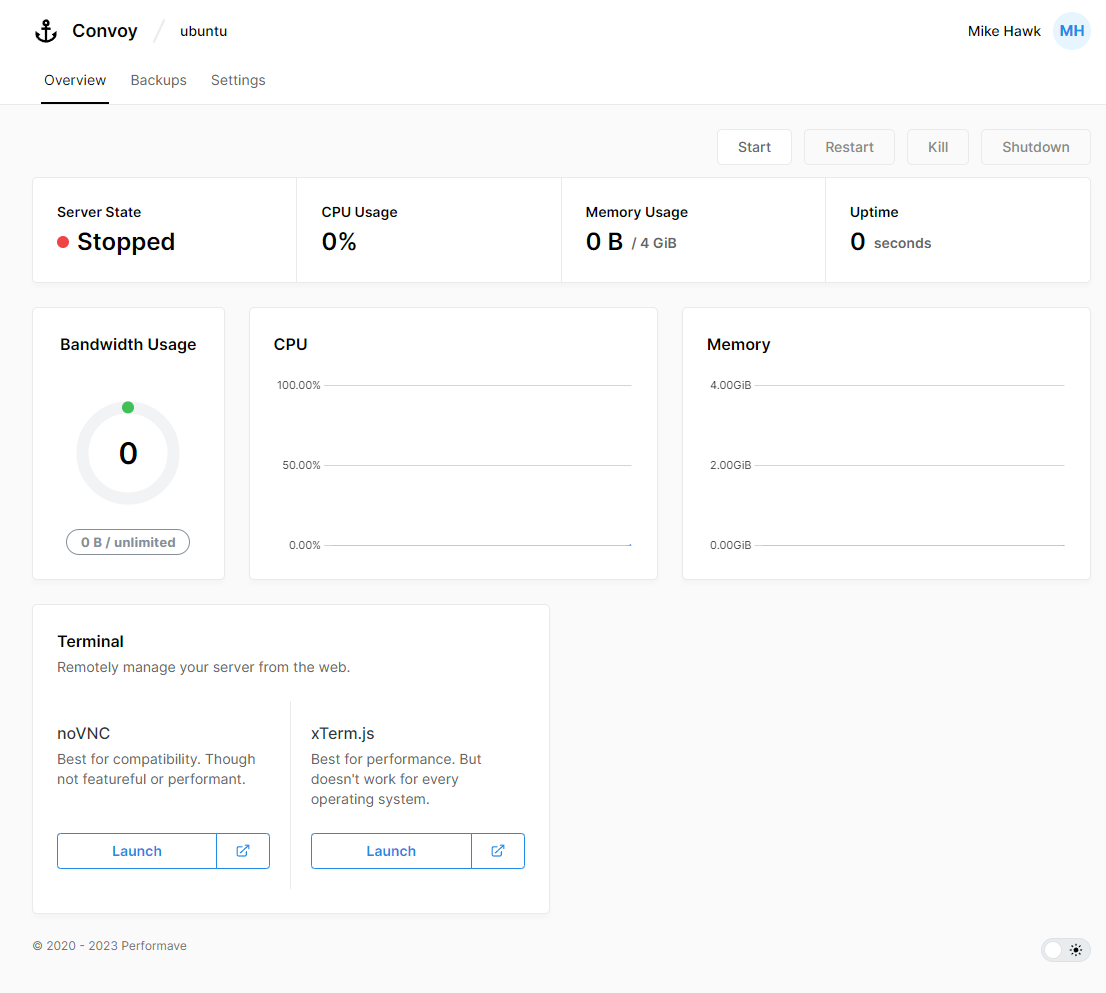 Convoy
ubuntu
Mike Hawk
MH
Overview
Backups
Settings
Start
Restart
Kill
Shutdown
Server State
Stopped
CPU Usage
0%
Memory Usage
0 B / 4 GiB
Uptime
0 seconds
Bandwidth Usage
0
0 B / unlimited
CPU
100.00%
50.00%
0.00%
Memory
4.00GiB
2.00GiB
0.00GiB
Terminal
Remotely manage your server from the web.
noVNC
Best for compatibility. Though
not featureful or performant.
Launch
xTerm.js
Best for performance. But
doesn't work for every
operating system.
Launch
© 2020 - 2023 Performave